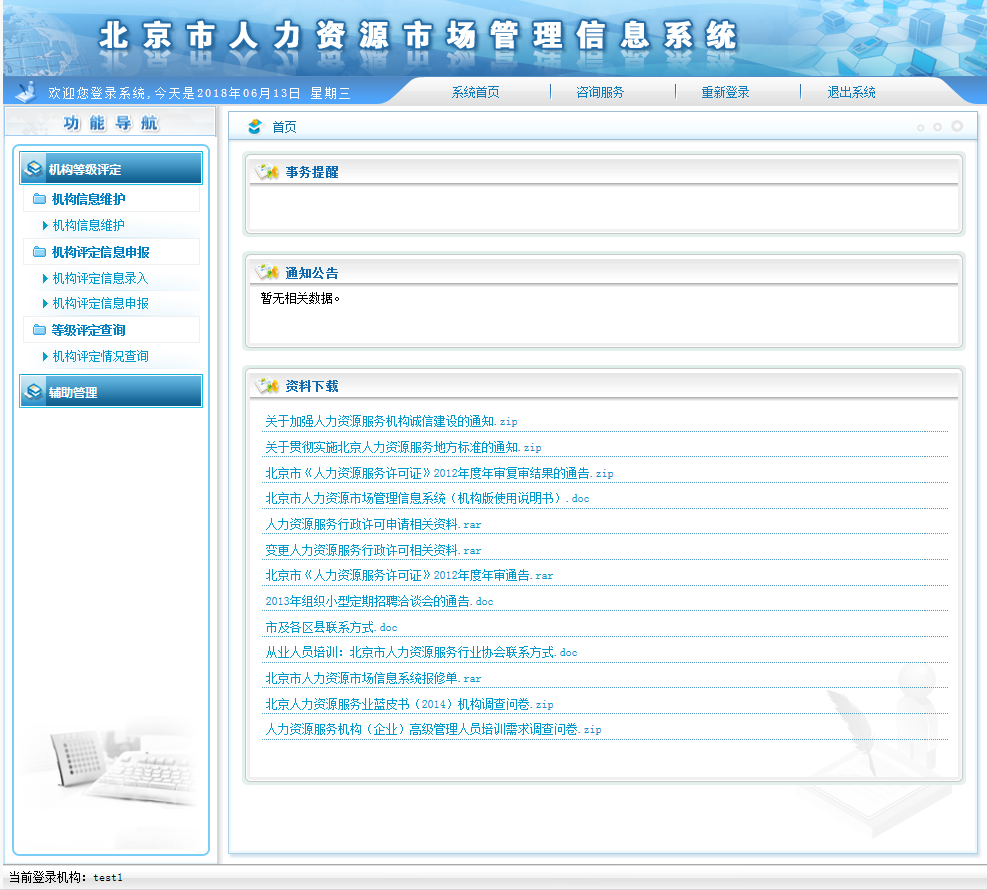 北京市人力资源市场管理信息系统
欢迎您登录系统,今天是2018年06月13日 星期三
系统首页
咨询服务
重新登录
退出系统
功能导航
机构等级评定
机构信息维护
机构信息维护
机构评定信息申报
机构评定信息录入
机构评定信息申报
等级评定查询
机构评定情况查询
辅助管理
首页
事务提醒
通知公告
暂无相关数据。
资料下载
关于加强人力资源服务机构诚信建设的通知.zip
关于贯彻实施北京人力资源服务地方标准的通知.zip
北京市《人力资源服务许可证》2012年度年审复审结果的通告.zip
北京市人力资源市场管理信息系统（机构版使用说明书）.doc
人力资源服务行政许可申请相关资料.rar
变更人力资源服务行政许可相关资料.rar
北京市《人力资源服务许可证》2012年度年审通告.rar
2013年组织小型定期招聘洽谈会的通告.doc
市及各区县联系方式.doc
从业人员培训：北京市人力资源服务行业协会联系方式.doc
北京市人力资源市场信息系统报修单.rar
北京人力资源服务业蓝皮书（2014）机构调查问卷.zip
人力资源服务机构（企业）高级管理人员培训需求调查问卷.zip
当前登录机构：test1